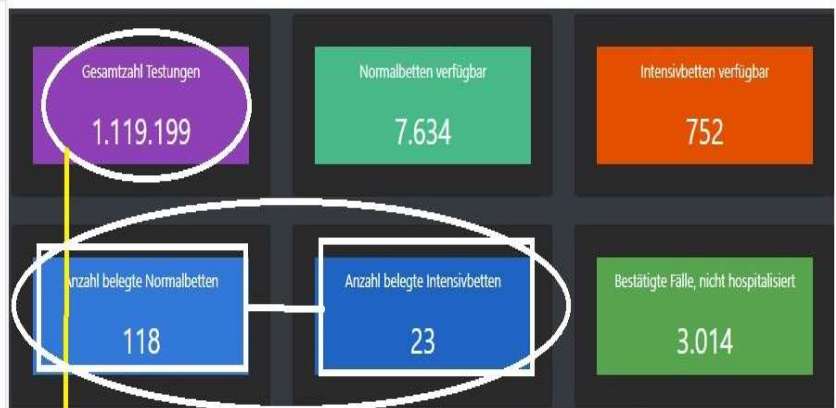 Gesamtzahl Testungen
1.119.199
Normalbetten verfügbar
7.634
Intensivbetten verfügbar
752
Anzahl belegte Normalbetten
118
Anzahl belegte Intensivbetten
23
Bestätigte Fälle, nicht hospitalisiert
3.014